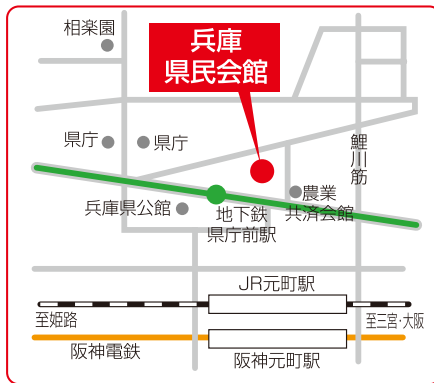 相楽園
兵庫
県民会館
県庁
県庁
鯉川筋
兵庫県公館
地下鉄
県庁前駅
農業
共済会館
JR元町駅
至姫路
至三宮・大阪
阪神電鉄
阪神元町駅